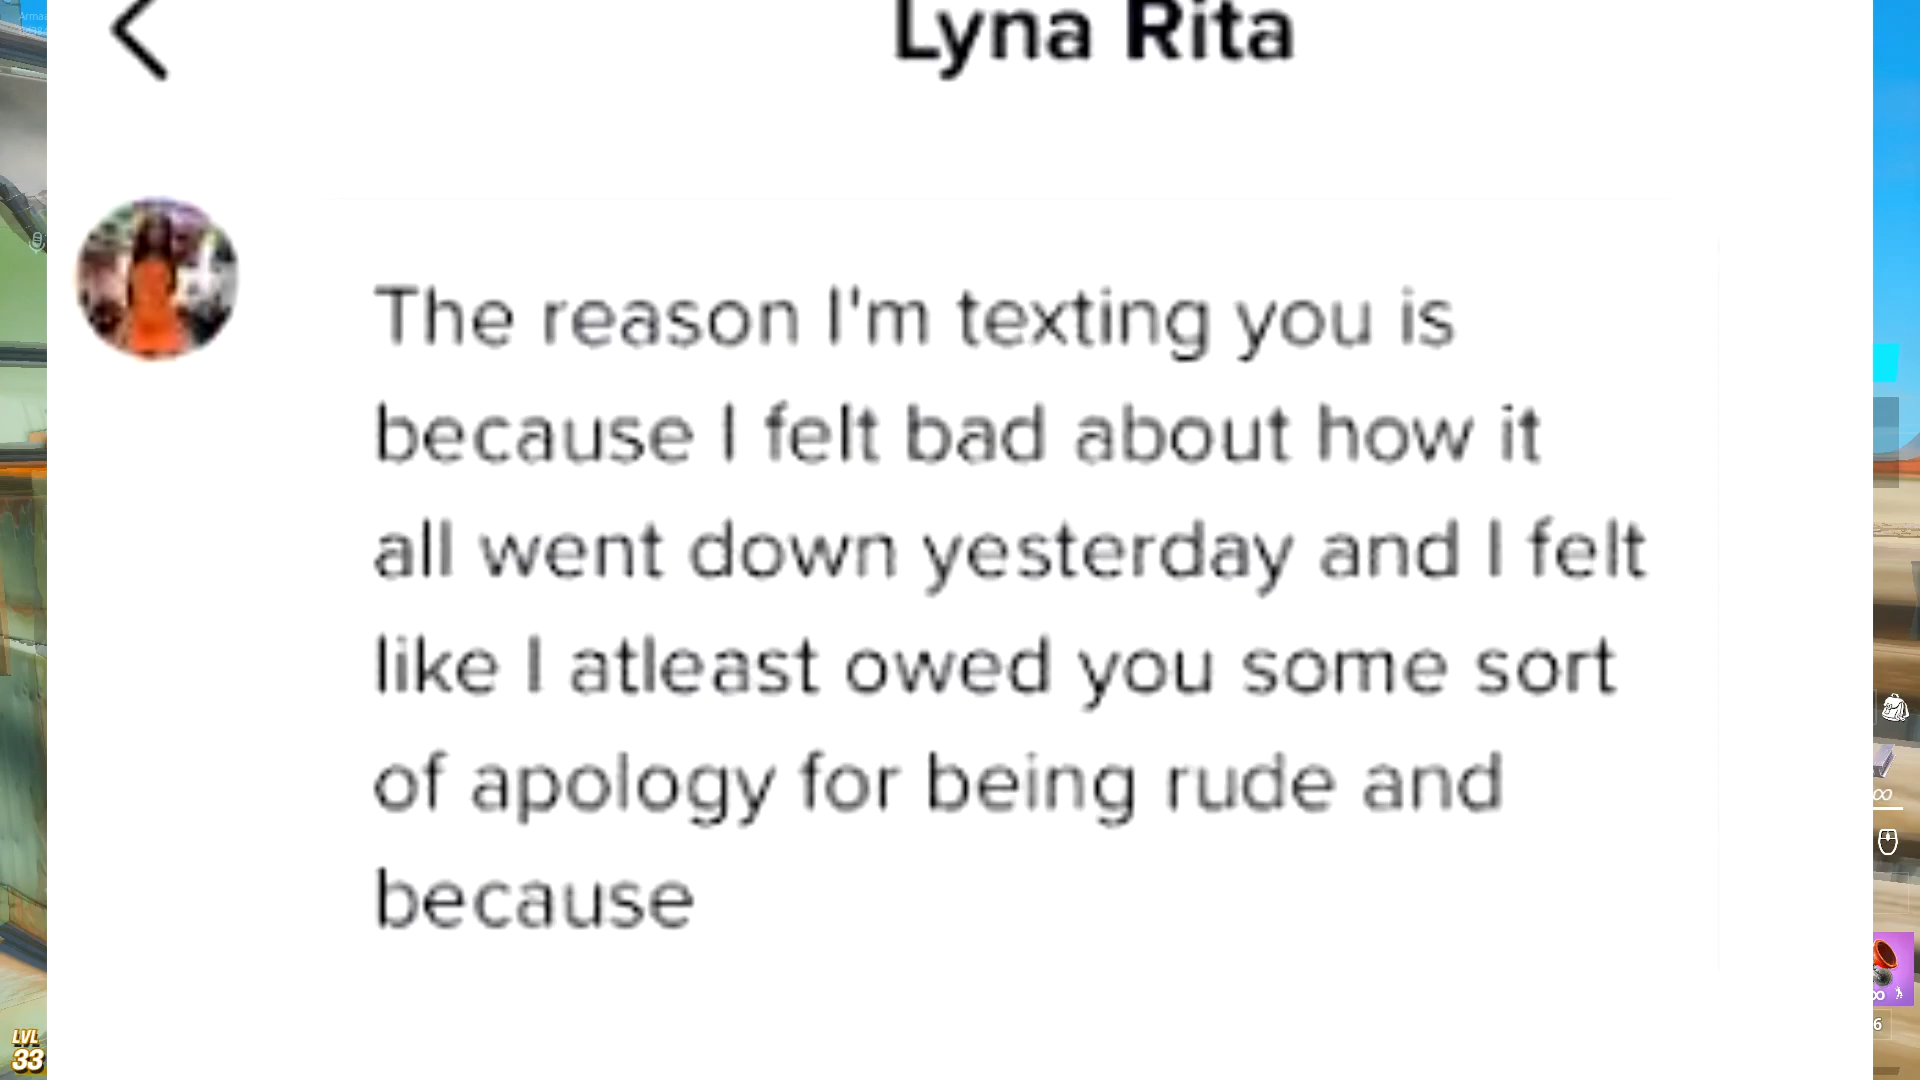 Lyna Rita
The reason I'm texting you is
because I felt bad about how it
all went down yesterday and I felt
like I atleast owed you some sort
of apology for being rude and
because
LVL
33
∞
∞
6